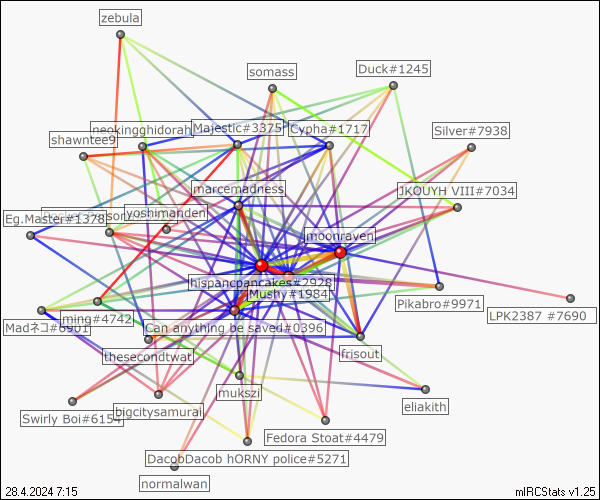 zebula
somass
Duck#1245
neokingghidorah
Majestic#3375
Cypha#1717
Silver#7938
shawntee9
marcemadness
JKOUYH VIII#7034
Eg.Master#1378
yoshimanden
moonraven
hispancpancakes#2928
Mushy#1984
Pikabro#9971
LPK2387 #7690
Madネコ#6901
ming#4742
Can anything be saved#0396
thesecondtwat
frisout
mukszi
eliakith
Swirly Boi#6154
bigcitysamurai
Fedora Stoat#4479
DacobDacob hORNY police#5271
normalwan
28.4.2024 7:15
mIRCStats v1.25